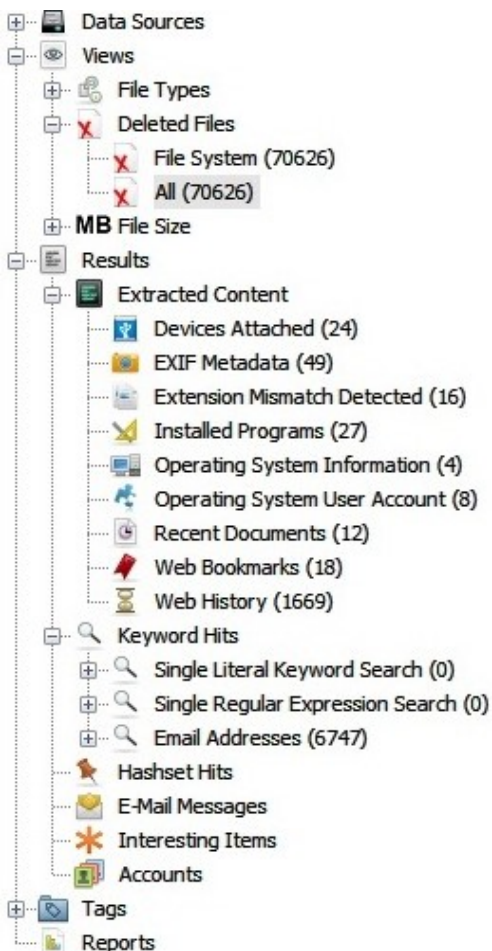 Data Sources
Views
File Types
Deleted Files
File System (70626)
All (70626)
MB File Size
Results
Extracted Content
Devices Attached (24)
EXIF Metadata (49)
Extension Mismatch Detected (16)
Installed Programs (27)
Operating System Information (4)
Operating System User Account (8)
Recent Documents (12)
Web Bookmarks (18)
Web History (1669)
Keyword Hits
Single Literal Keyword Search (0)
Single Regular Expression Search (0)
Email Addresses (6747)
Hashset Hits
E-Mail Messages
Interesting Items
Accounts
Tags
Reports